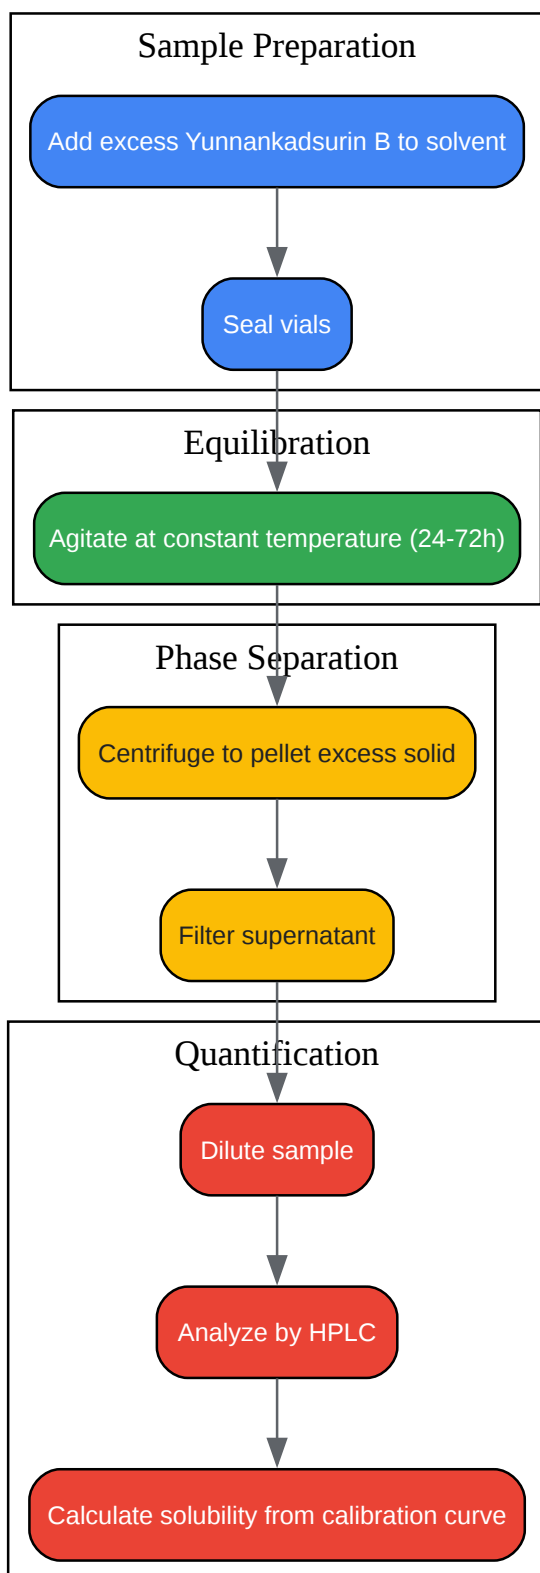 Sample Preparation
Add excess Yunnankadsurin B to solvent
Seal vials
Equilibration
Agitate at constant temperature (24-72h)
Phase Separation
Centrifuge to pellet excess solid
Filter supernatant
Quantification
Dilute sample
Analyze by HPLC
Calculate solubility from calibration curve